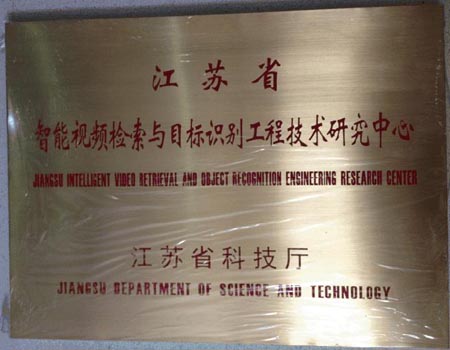 江苏省
智能视频检索与目标识别工程技术研究中心
JIANGSU INTELLIGENT VIDEO RETRIEVAL AND OBJECT RECOGNITION ENGINEERING RESEARCH CENTER
江苏省科技厅
JIANGSU DEPARTMENT OF SCIENCE AND TECHNOLOGY